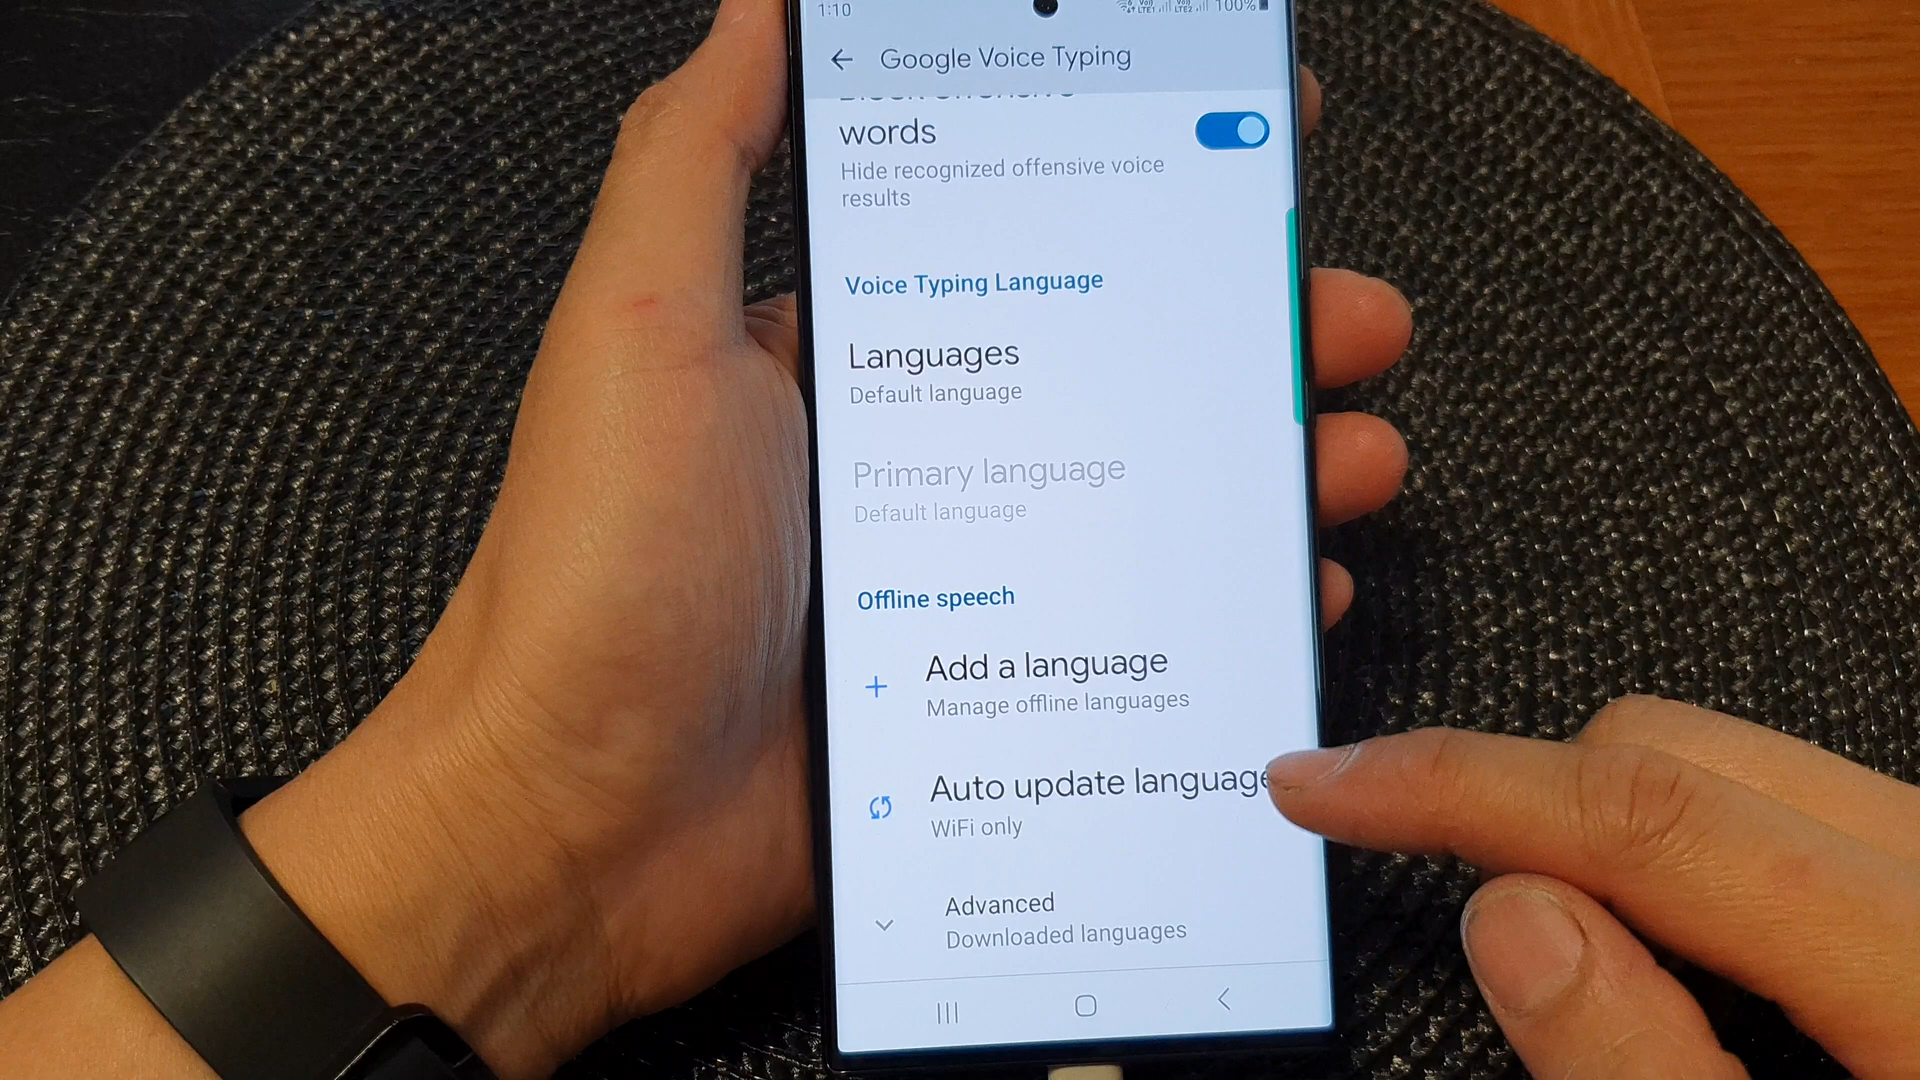 1:10
100%
Google Voice Typing
words
Hide recognized offensive voice
results
Voice Typing Language
Languages
Default language
Primary language
Default language
Offline speech
Add a language
Manage offline languages
Auto update language
WiFi only
Advanced
Downloaded languages